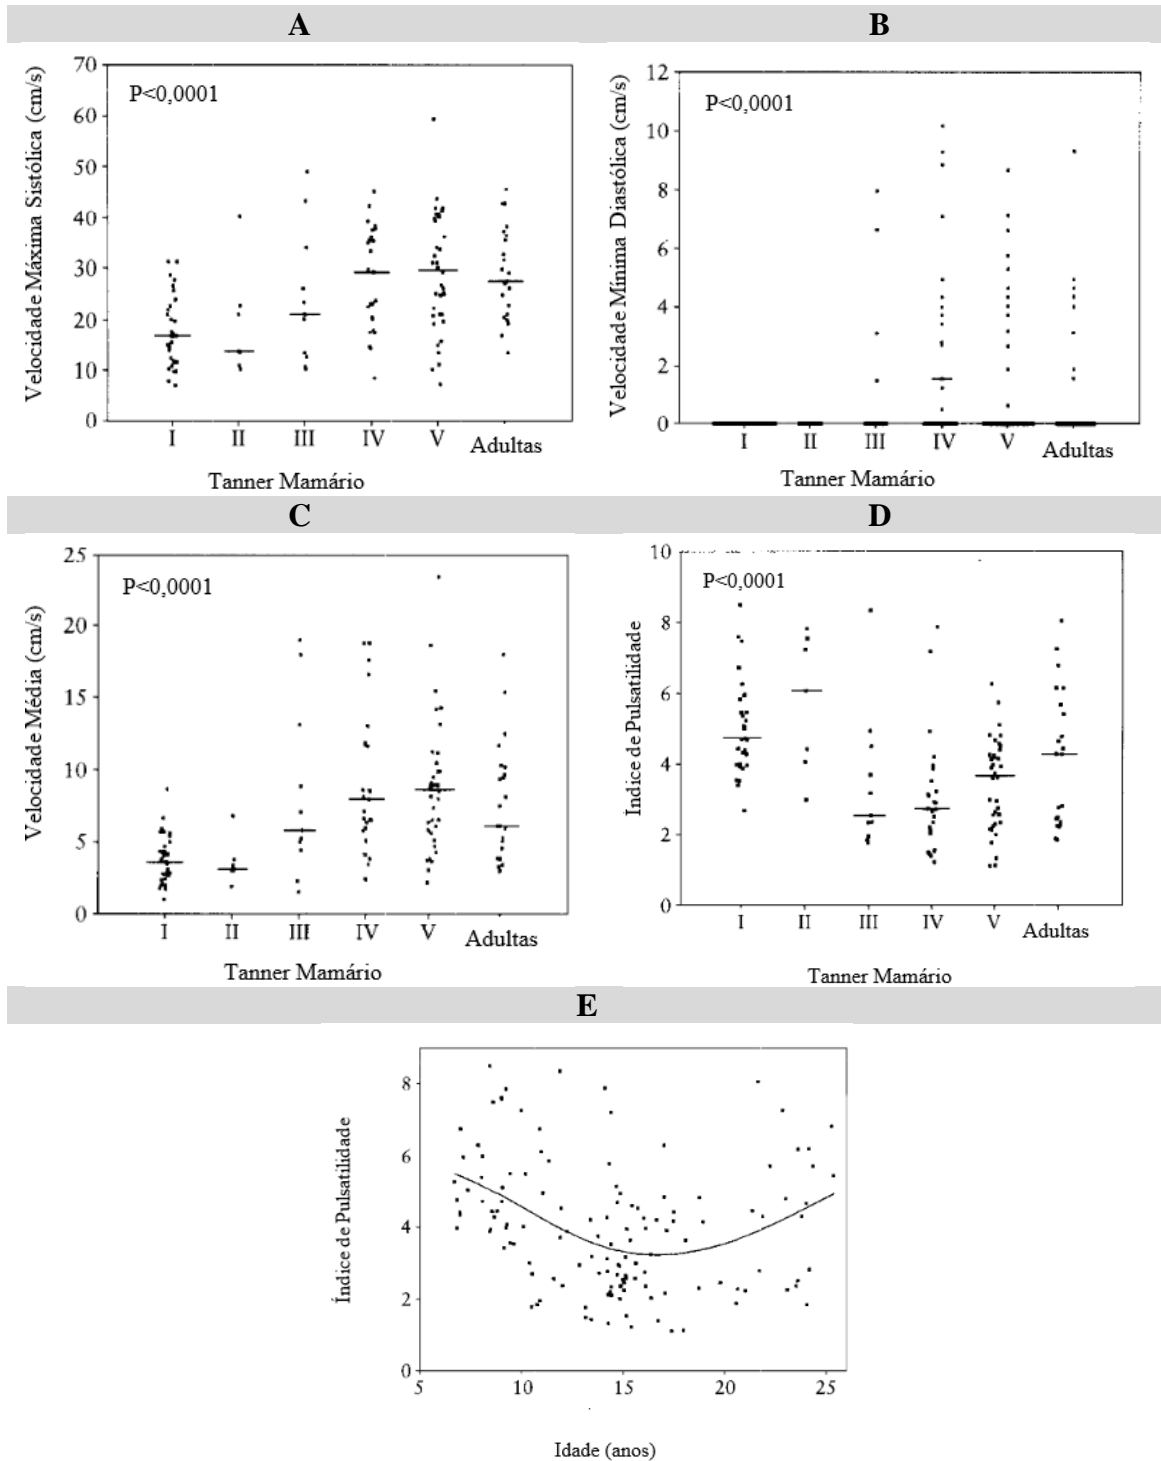 A
B
Velocidade Máxima Sistólica (cm/s)
70
60
50
40
30
20
10
0
P<0,0001
I II III IV V Adultas
Tanner Mamário
Velocidade Mínima Diastólica (cm/s)
12
10
8
6
4
2
0
P<0,0001
I II III IV V Adultas
Tanner Mamário
C
D
Velocidade Média (cm/s)
25
20
15
10
5
0
P<0,0001
I II III IV V Adultas
Tanner Mamário
Índice de Pulsatilidade
10
8
6
4
2
0
P<0,0001
I II III IV V Adultas
Tanner Mamário
E
Índice de Pulsatilidade
8
6
4
2
0
5 10 15 20 25
Idade (anos)